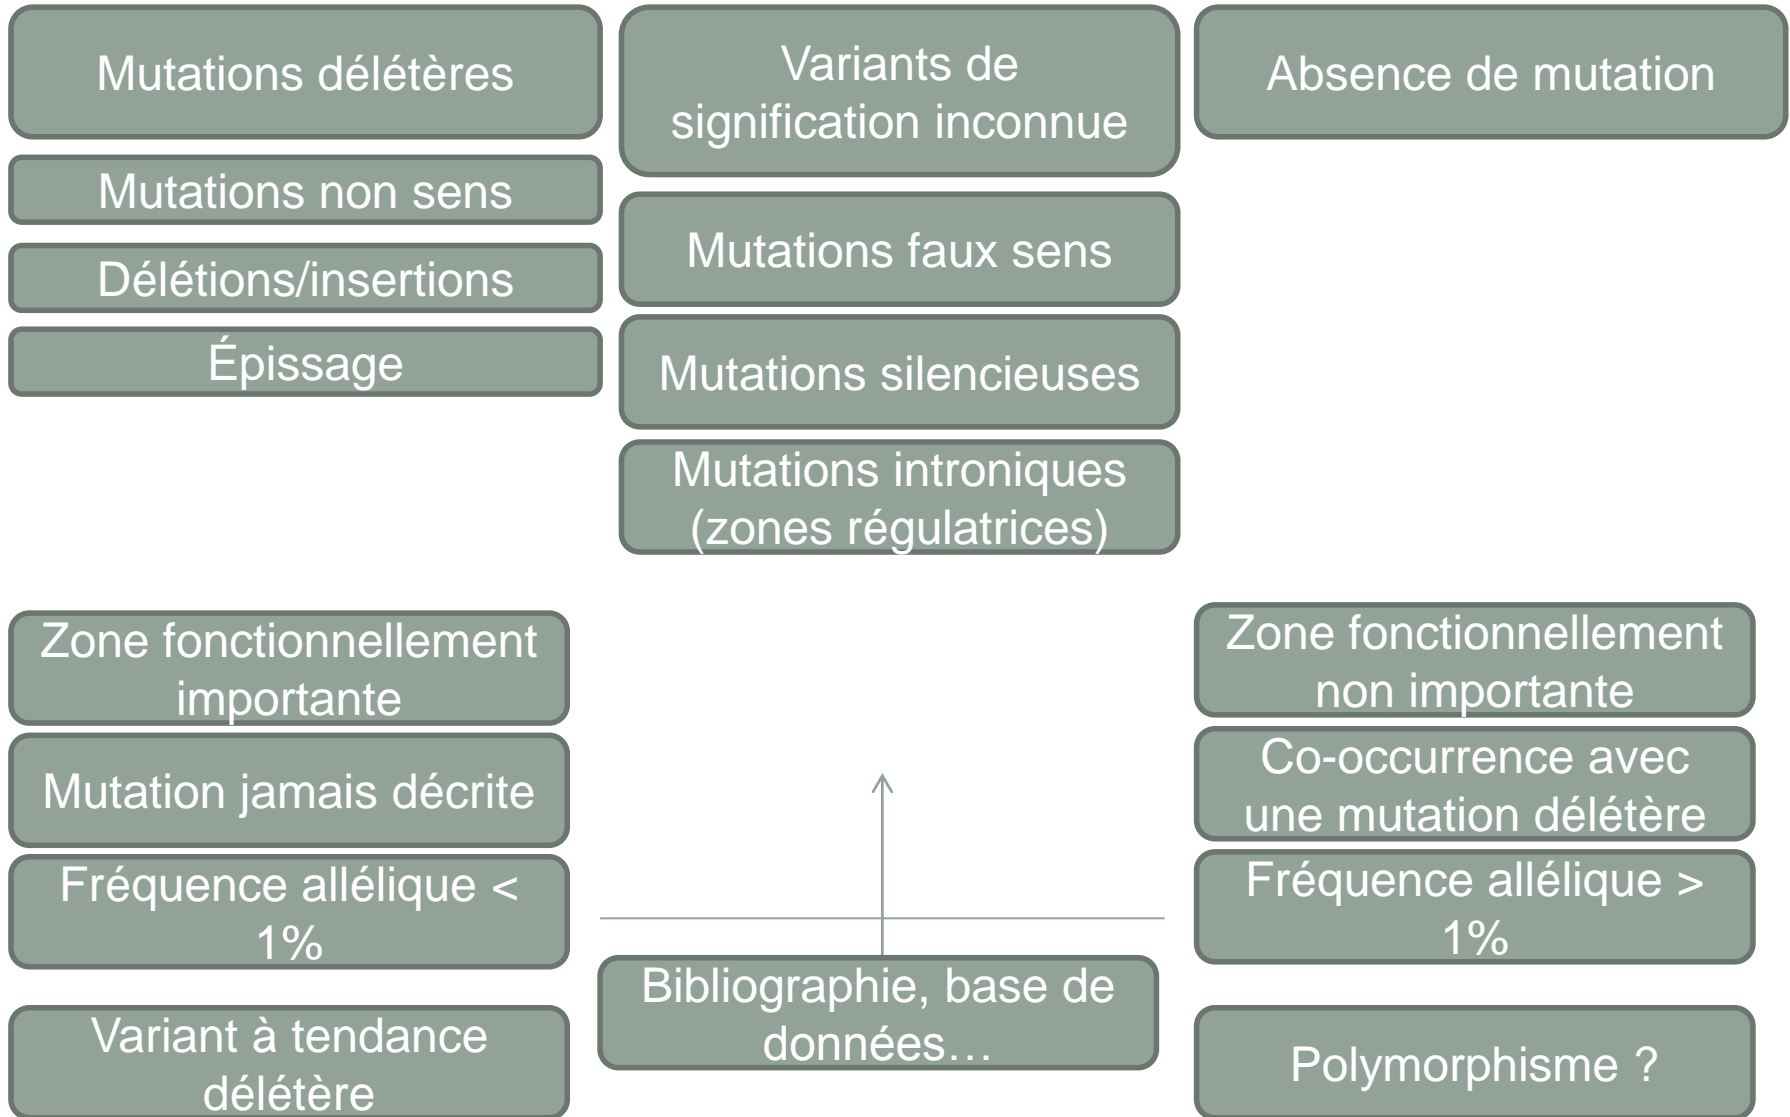 Mutations délétères
Variants de
signification inconnue
Absence de mutation
Mutations non sens
Délétions/insertions
Épissage
Mutations faux sens
Mutations silencieuses
Mutations introniques
(zones régulatrices)
Zone fonctionnellement
importante
Mutation jamais décrite
Fréquence allélique <
1%
Variant à tendance
délétère
Bibliographie, base de
données…
Zone fonctionnellement
non importante
Co-occurrence avec
une mutation délétère
Fréquence allélique >
1%
Polymorphisme ?